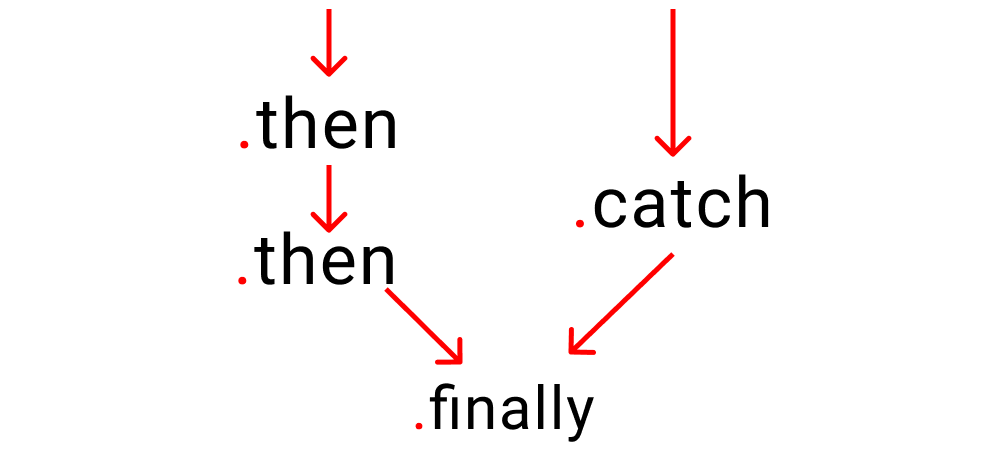 .then
.then
.catch
.finally